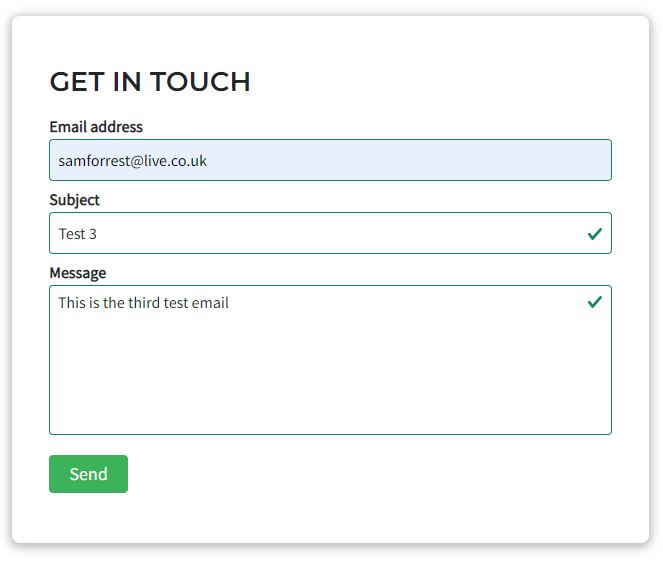 GET IN TOUCH
Email address
samforrest@live.co.uk
Subject
Test 3
Message
This is the third test email
Send